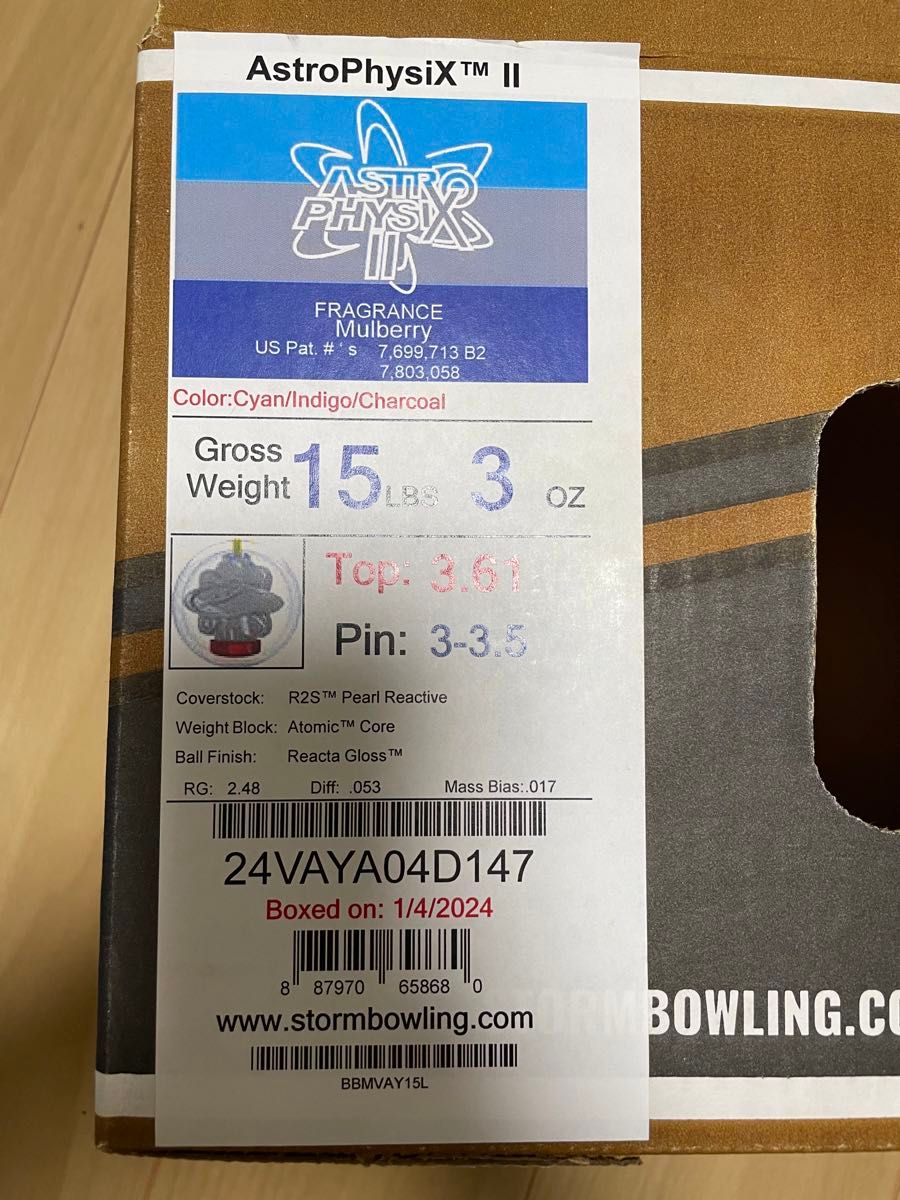 AstroPhysiX™ II
ASTRO
PHYSIX
II
FRAGRANCE
Mulberry
US Pat. # ' s 7,699,713 B2
7,803,058
Color:Cyan/Indigo/Charcoal
Gross
Weight 15 LBS 3 OZ
Top: 3.61
Pin: 3-3.5
Coverstock: R2S™ Pearl Reactive
Weight Block: Atomic™ Core
Ball Finish: Reacta Gloss™
RG: 2.48 Diff: .053 Mass Bias:.017
24VAYA04D147
Boxed on: 1/4/2024
8 87970 65868 0
www.stormbowling.com
BBMVAY15L
STORMBOWLING.CO